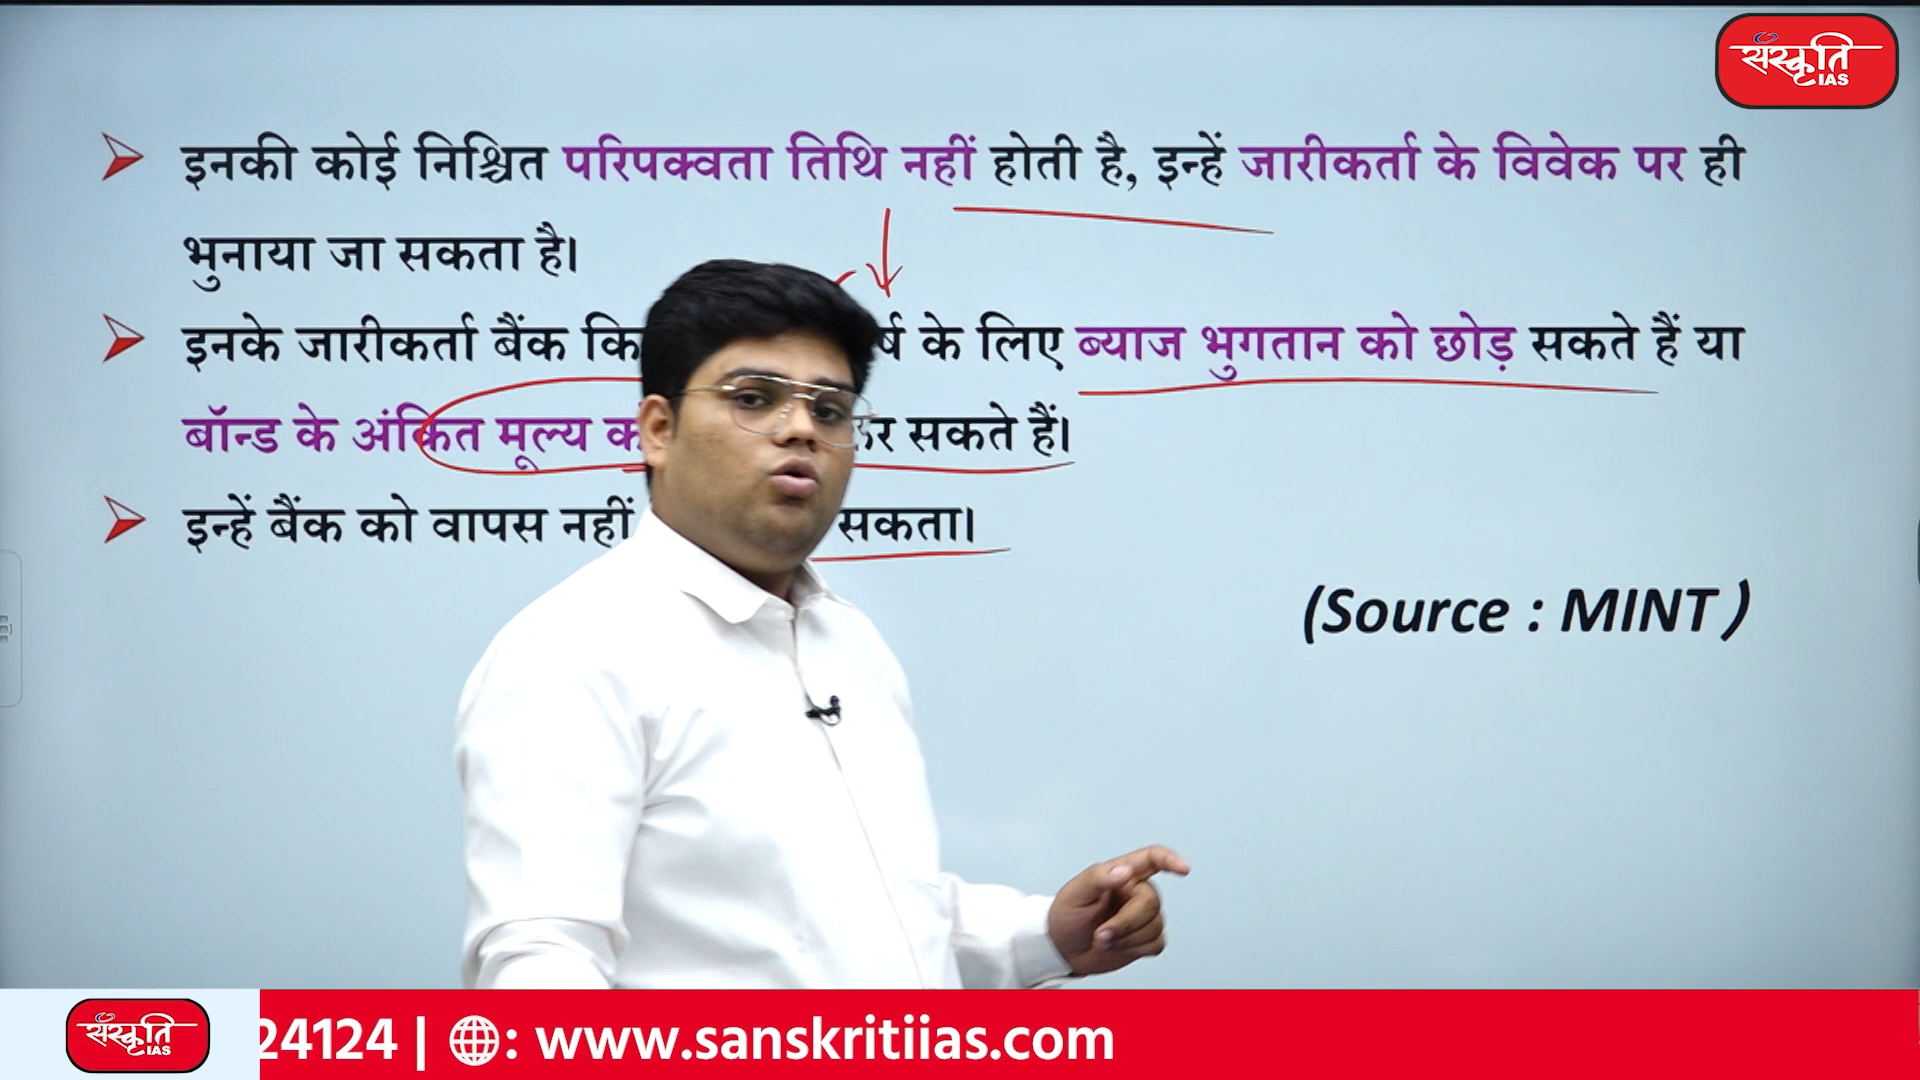 संस्कृति
IAS
इनकी कोई निश्चित परिपक्वता तिथि नहीं होती है, इन्हें जारीकर्ता के विवेक पर ही
भुनाया जा सकता है।
इनके जारीकर्ता बैंक के लिए ब्याज भुगतान को छोड़ सकते हैं या
बॉन्ड के अंकित मूल्य सकते हैं।
इन्हें बैंक को वापस नहीं सकता।
(Source : MINT)
संस्कृति
IAS
24124 | : www.sanskritiias.com